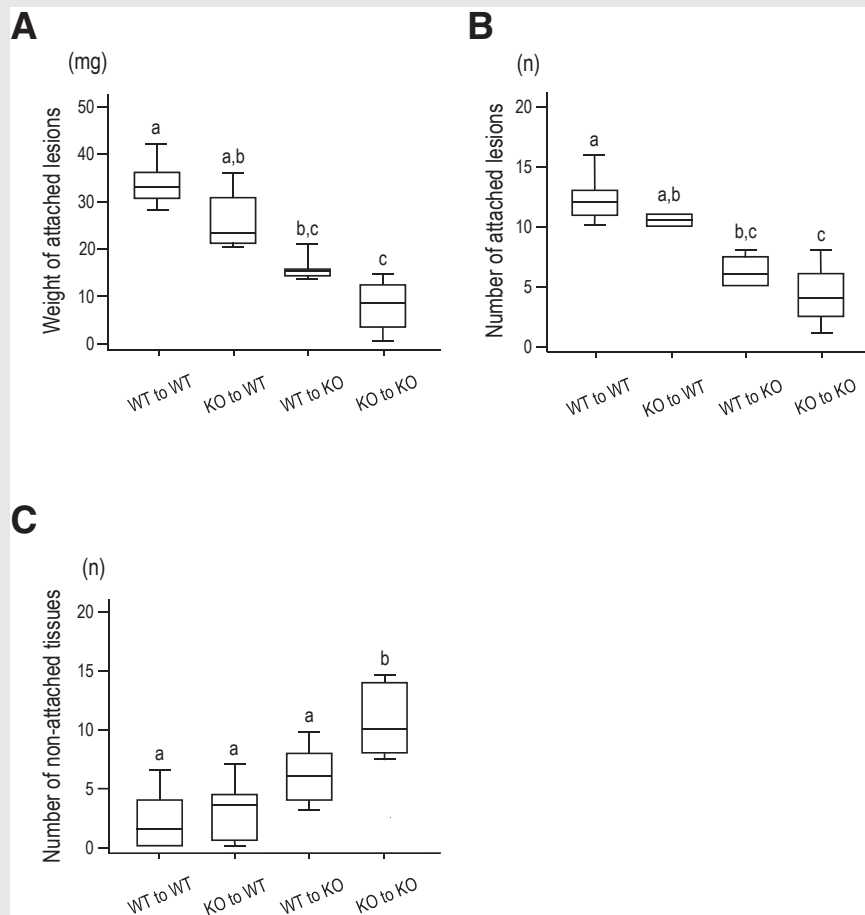 A
(mg)
Weight of attached lesions
50
40
30
20
10
0
a
a,b
b,c
c
WT to WT
KO to WT
WT to KO
KO to KO
B
(n)
Number of attached lesions
20
15
10
5
0
a
a,b
b,c
c
WT to WT
KO to WT
WT to KO
KO to KO
C
(n)
Number of non-attached tissues
20
15
10
5
0
a
a
a
b
WT to WT
KO to WT
WT to KO
KO to KO